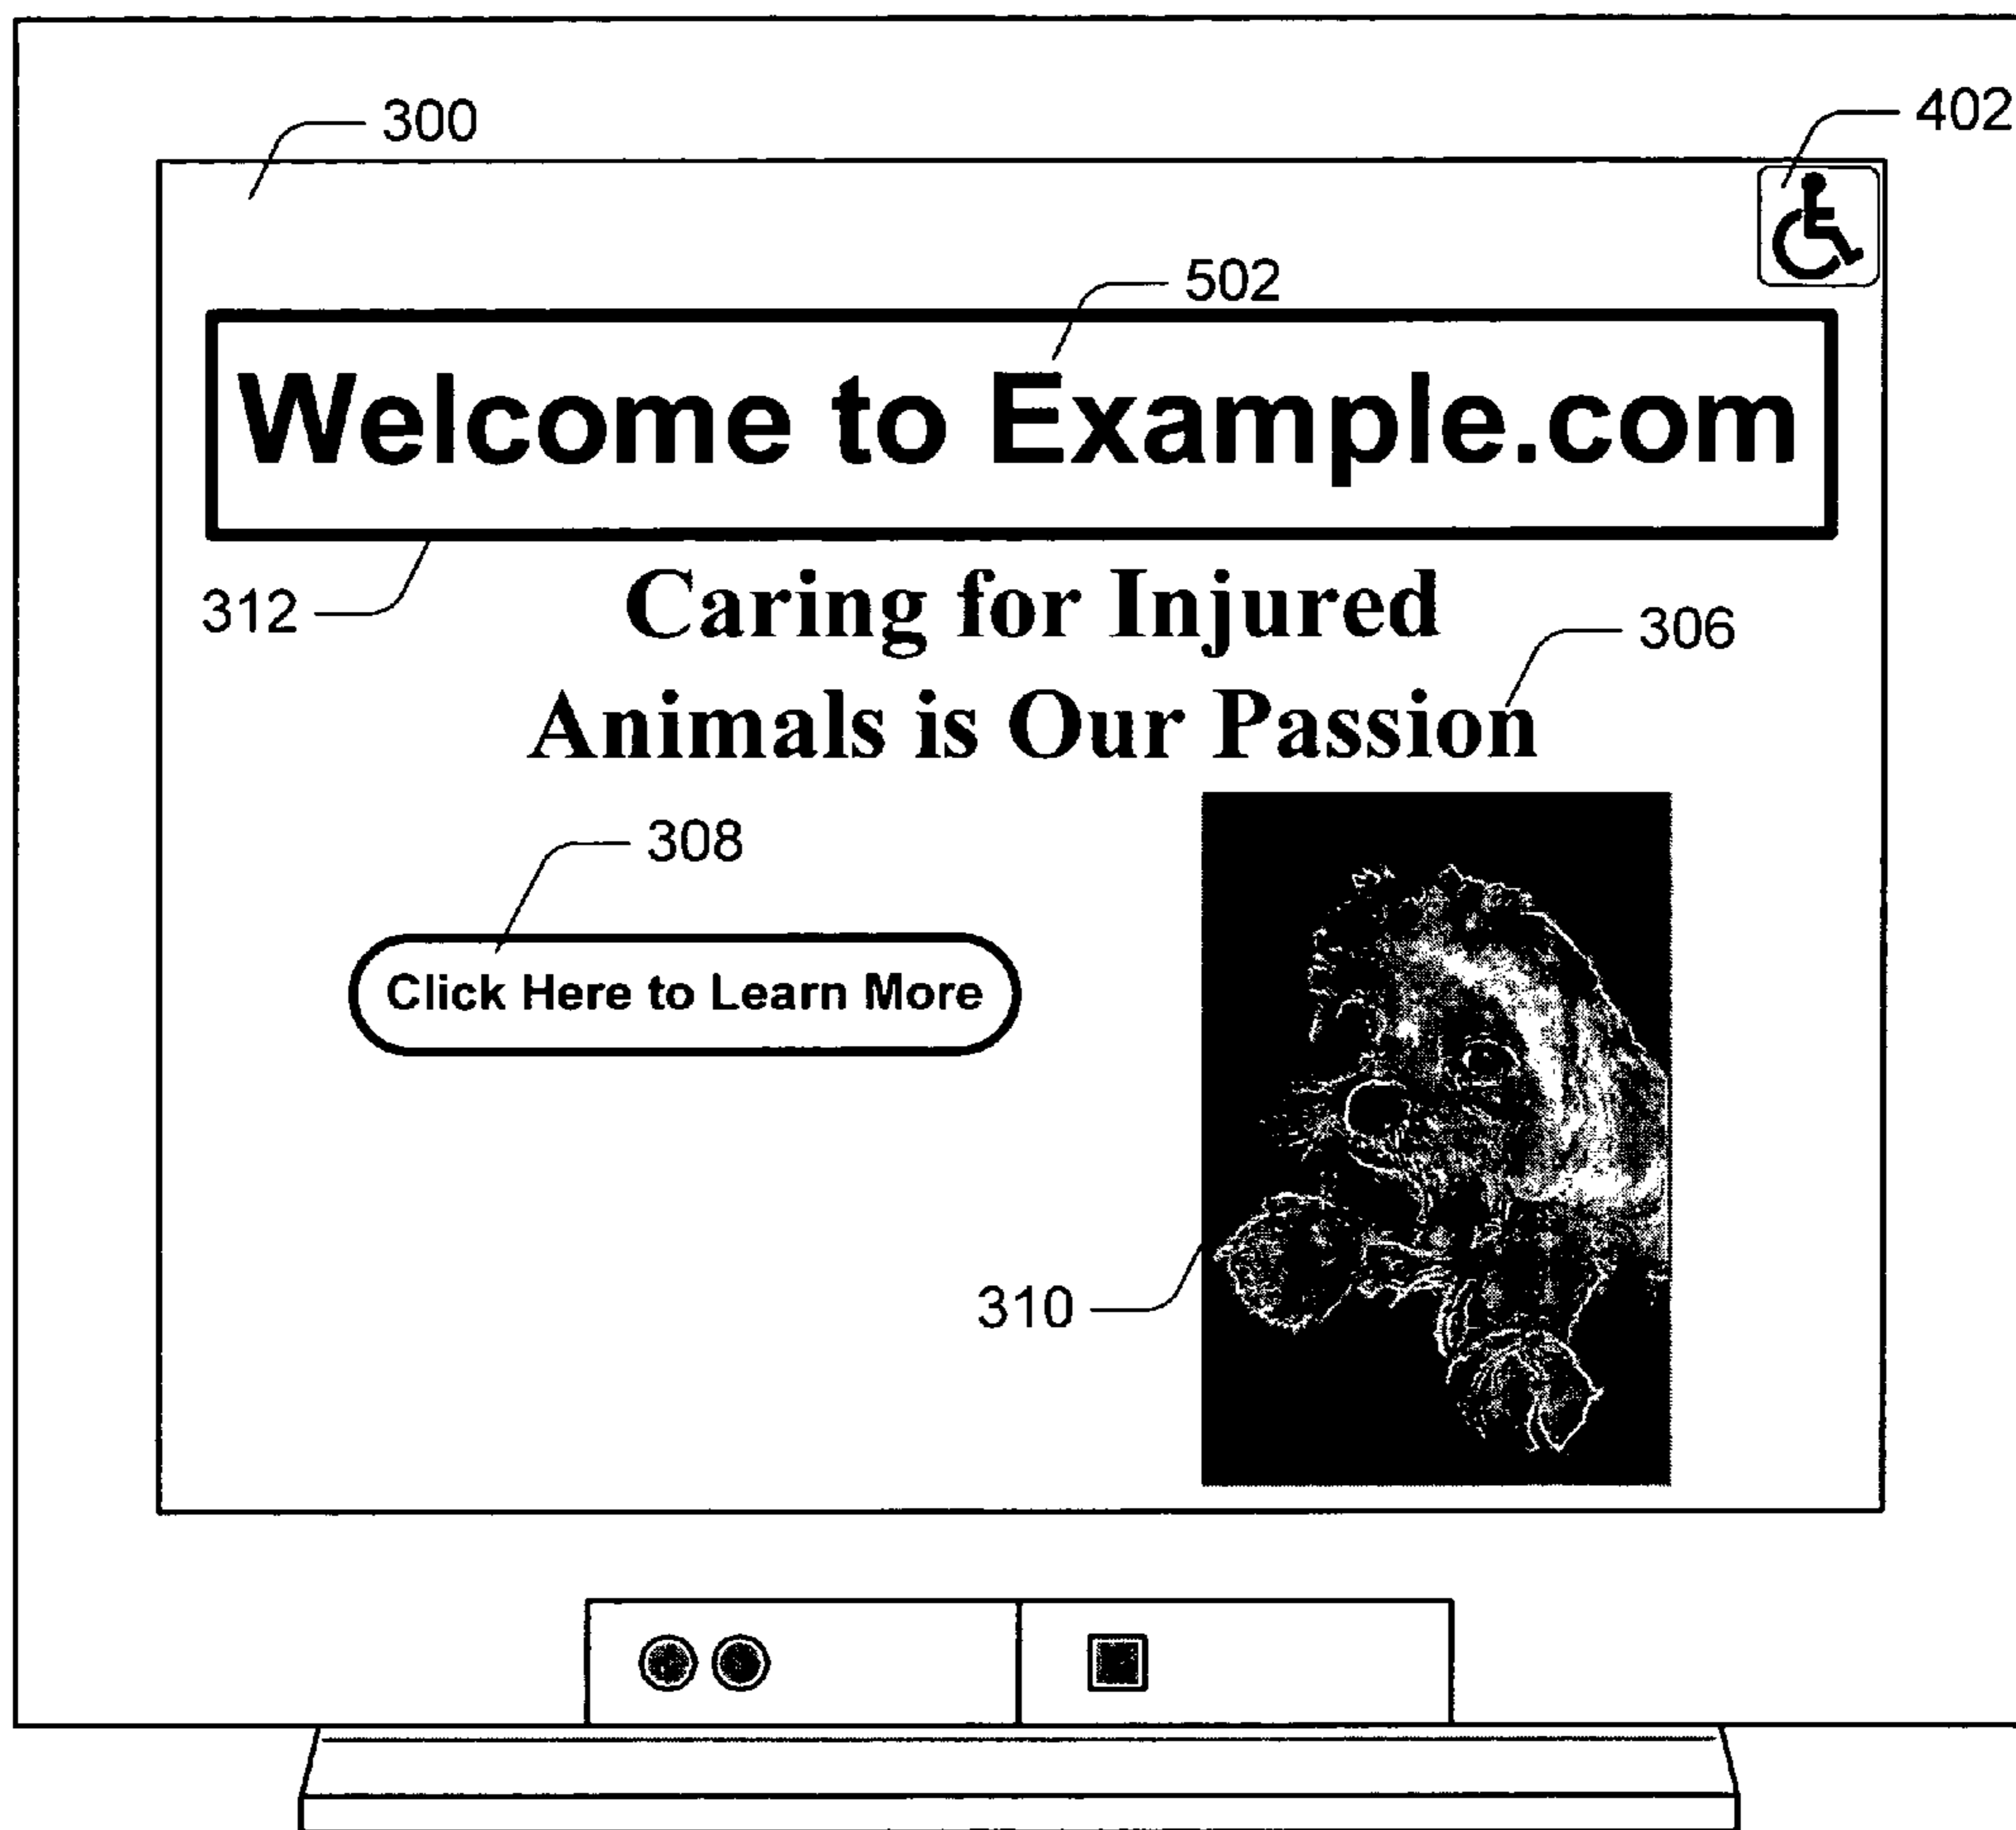 300
402
502
Welcome to Example.com
312
Caring for Injured
306
Animals is Our Passion
308
Click Here to Learn More
310